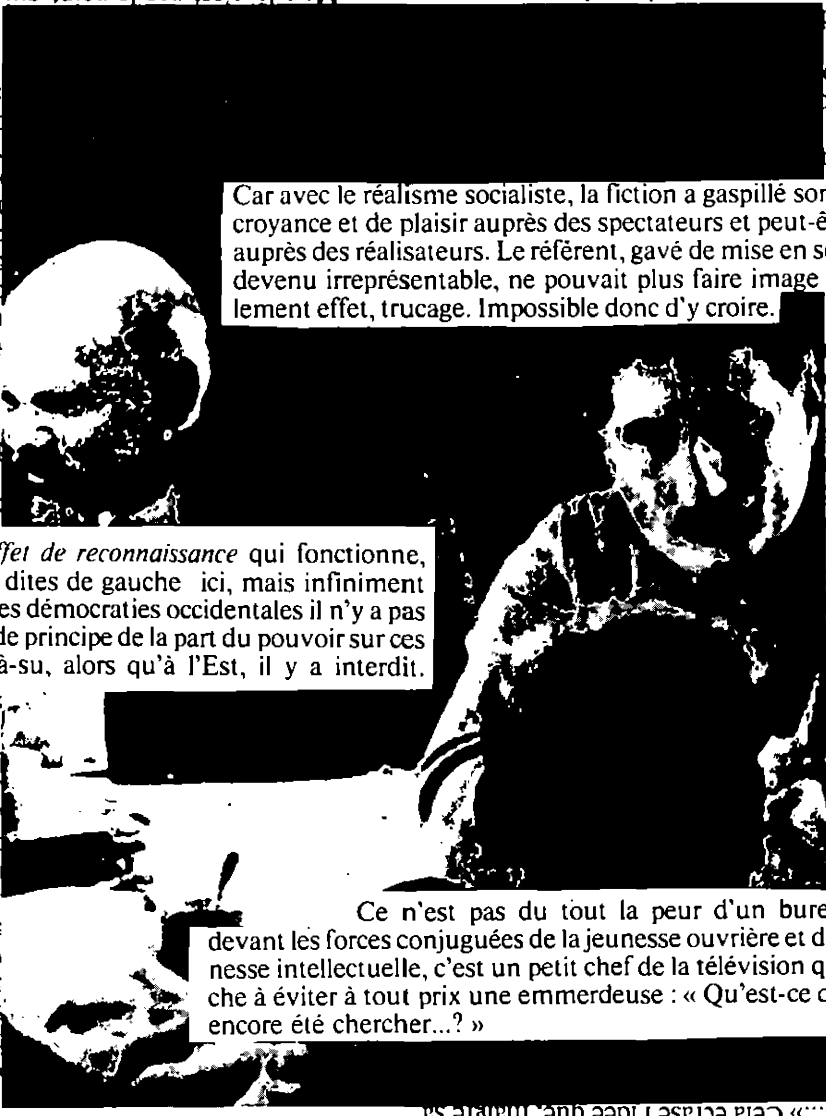 Car avec le réalisme socialiste, la fiction a gaspillé
croyance et de plaisir auprès des spectateurs et
auprès des réalisateurs. Le référent, gavé de mise en
devenu irreprésentable, ne pouvait plus faire image
lement effet, trucage. Impossible donc d'y croire.
de reconnaissance qui fonctionne,
dites de gauche ici, mais infiniment
démocraties occidentales il n'y a pas
de principe de la part du pouvoir sur ces
à-su, alors qu'à l'Est, il y a interdit.
Ce n'est pas du tout la peur d'un
devant les forces conjuguées de la jeunesse ouvrière et
nesse intellectuelle, c'est un petit chef de la télévision
che à éviter à tout prix une emmerdeuse : « Qu'est-ce
encore été chercher...? »